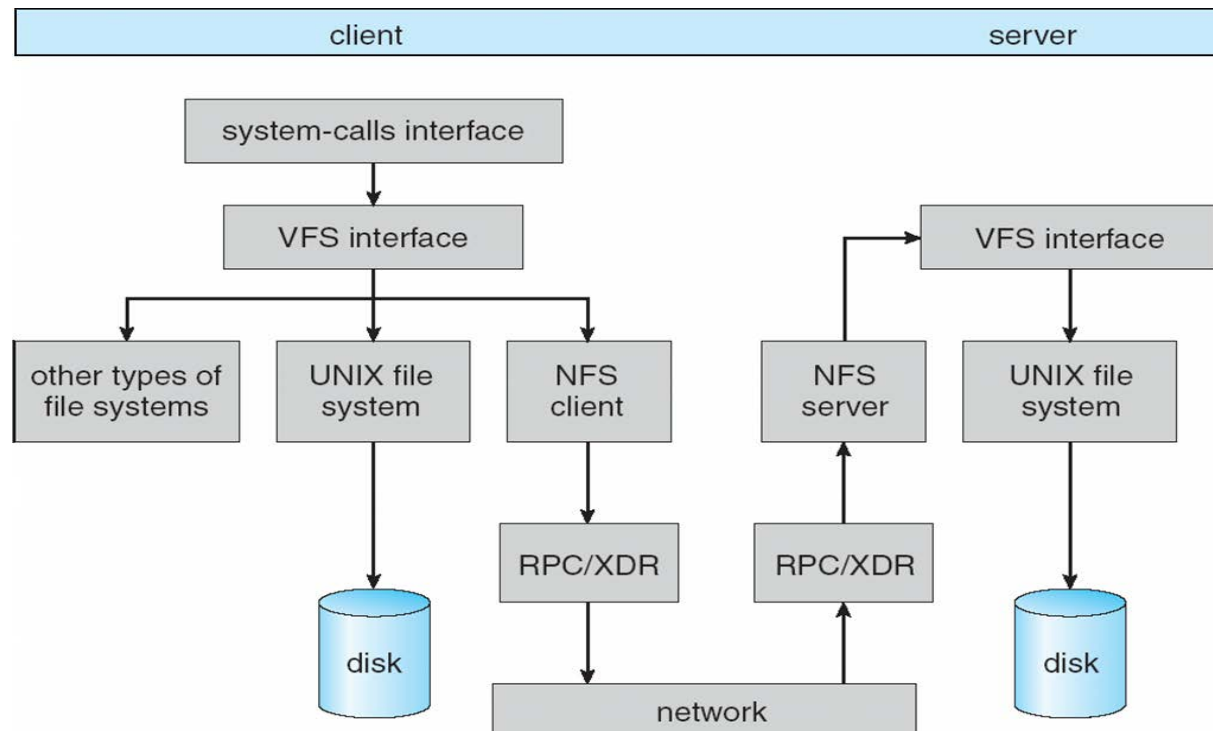 client
server
system-calls interface
VFS interface
VFS interface
other types of
file systems
UNIX file
system
NFS
client
NFS
server
UNIX file
system
RPC/XDR
RPC/XDR
disk
disk
network